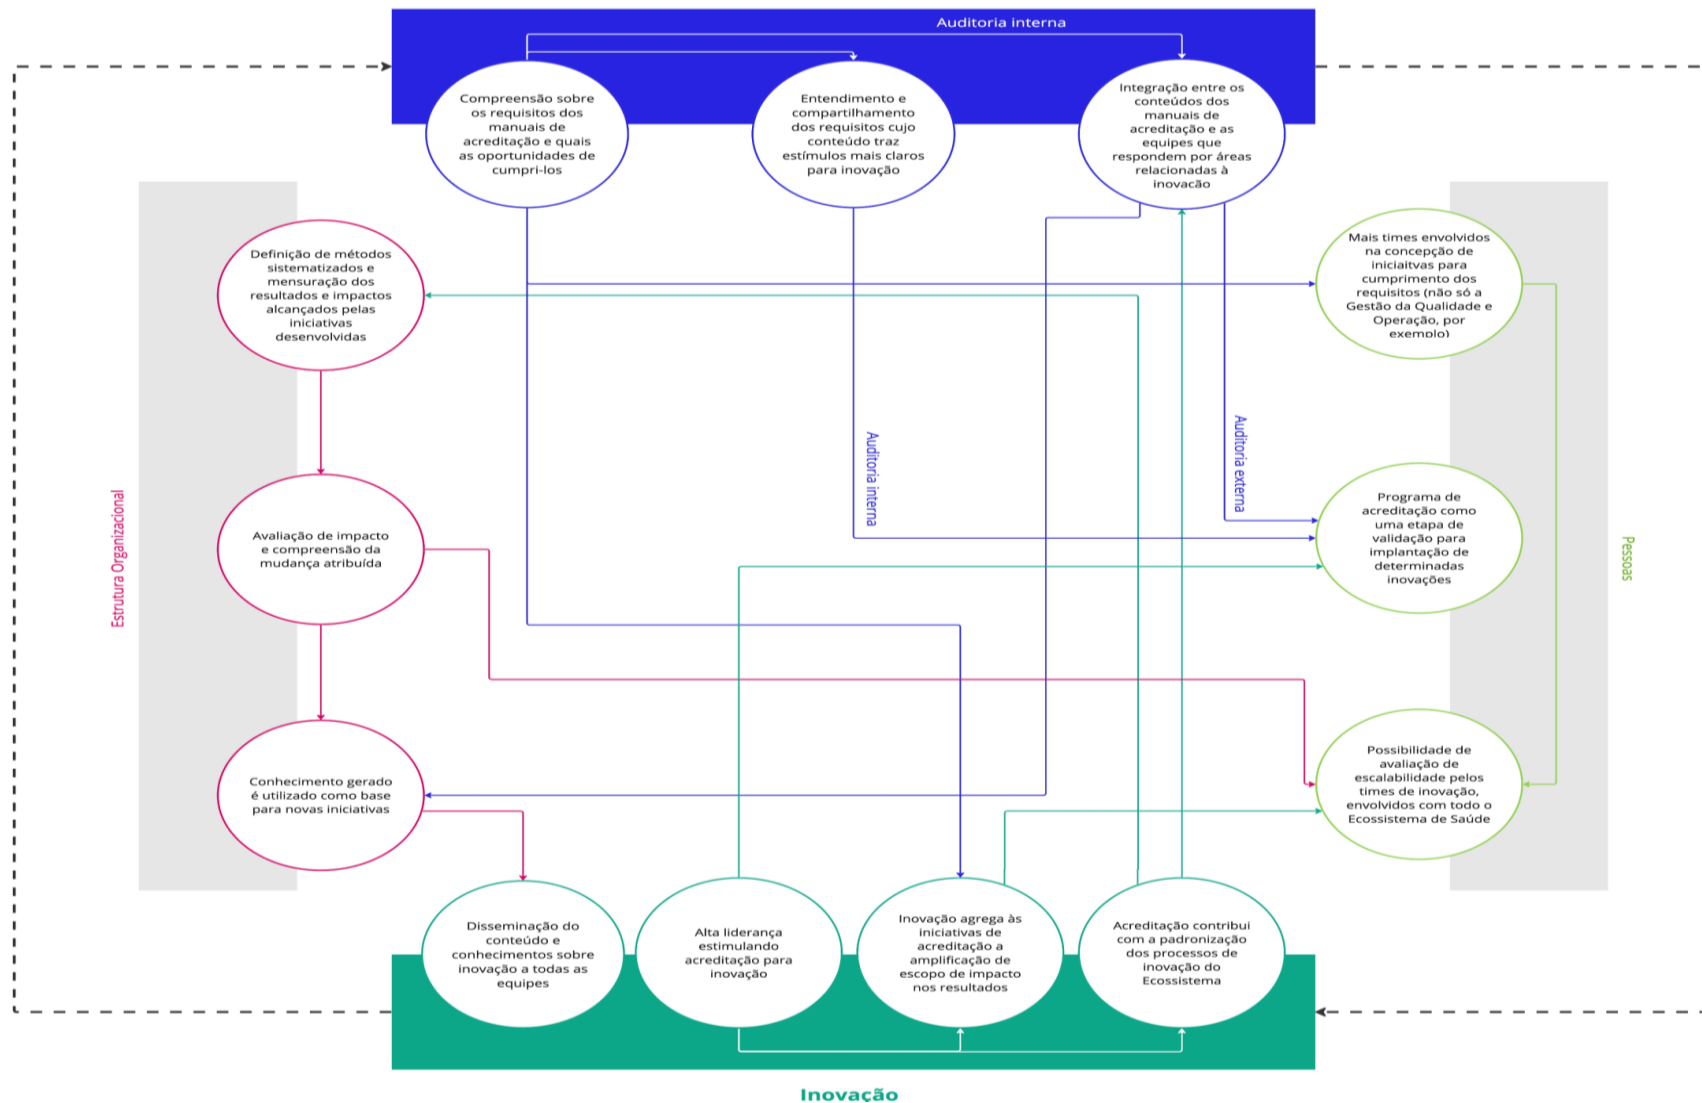 Auditoria interna
Compreensão sobre
os requisitos dos
manuais de
acreditação e quais
as oportunidades de
cumpri-los
Entendimento e
compartilhamento
dos requisitos cujo
conteúdo traz
estímulos mais claros
para inovação
Integração entre os
conteúdos dos
manuais de
acreditação e as
equipes que
respondem por áreas
relacionadas à
inovacão
Definição de métodos
sistematizados e
mensuração dos
resultados e impactos
alcançados pelas
iniciativas
desenvolvidas
Mais times envolvidos
na concepção de
iniciaitvas para
cumprimento dos
requisitos (não só a
Gestão da Qualidade e
Operação, por
exemplo)
Auditoria interna
Auditoria externa
Estrutura Organizacional
Avaliação de impacto
e compreensão da
mudança atribuída
Programa de
acreditação como
uma etapa de
validação para
implantação de
determinadas
inovações
Pessoas
Conhecimento gerado
é utilizado como base
para novas iniciativas
Possibilidade de
avaliação de
escalabilidade pelos
times de inovação,
envolvidos com todo o
Ecossistema de Saúde
Disseminação do
conteúdo e
conhecimentos sobre
inovação a todas as
equipes
Alta liderança
estimulando
acreditação para
inovação
Inovação agrega às
iniciativas de
acreditação a
amplificação de
escopo de impacto
nos resultados
Acreditação contribui
com a padronização
dos processos de
inovação do
Ecossistema
Inovação